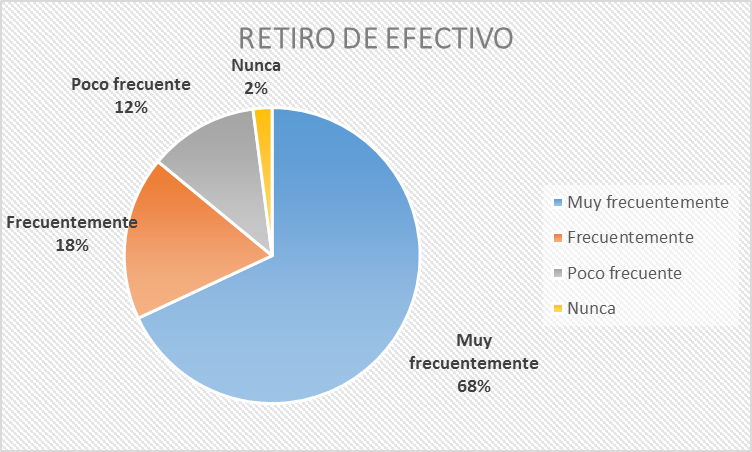 RETIRO DE EFECTIVO
Nunca
2%
Poco frecuente
12%
Frecuentemente
18%
Muy
frecuentemente
68%
Muy frecuentemente
Frecuentemente
Poco frecuente
Nunca